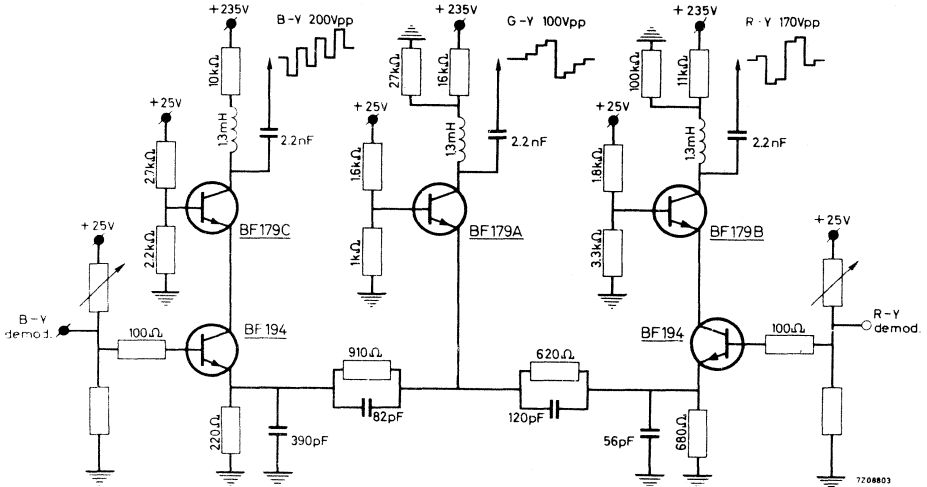 +235V
B-Y 200Vpp
+235V
G-Y 100Vpp
+235V
R-Y 170Vpp
10kΩ
27kΩ
16kΩ
100kΩ
11kΩ
+25V
+25V
+25V
1.3mH
2.2nF
1.3mH
2.2nF
1.3mH
2.2nF
2.7kΩ
1.6kΩ
1.8kΩ
BF179C
BF179A
BF179B
+25V
2.2kΩ
1kΩ
3.3kΩ
+25V
B-Y
demod.
100Ω
BF194
BF194
100Ω
R-Y
demod.
910Ω
620Ω
82pF
120pF
220Ω
390pF
56pF
680Ω
7Z08803